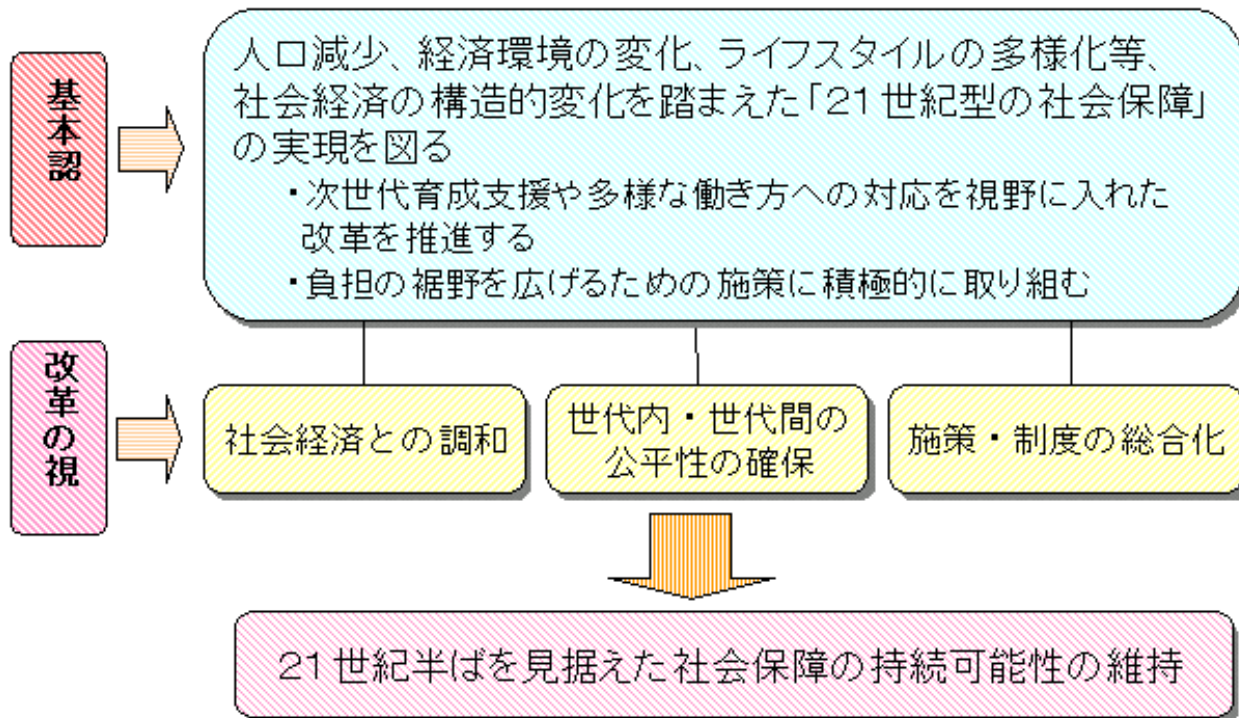 基本認
人口減少、経済環境の変化、ライフスタイルの多様化等、
社会経済の構造的変化を踏まえた「21世紀型の社会保障」
の実現を図る
・次世代育成支援や多様な働き方への対応を視野に入れた
改革を推進する
・負担の裾野を広げるための施策に積極的に取り組む
改革の視
社会経済との調和
世代内・世代間の
公平性の確保
施策・制度の総合化
21世紀半ばを見据えた社会保障の持続可能性の維持